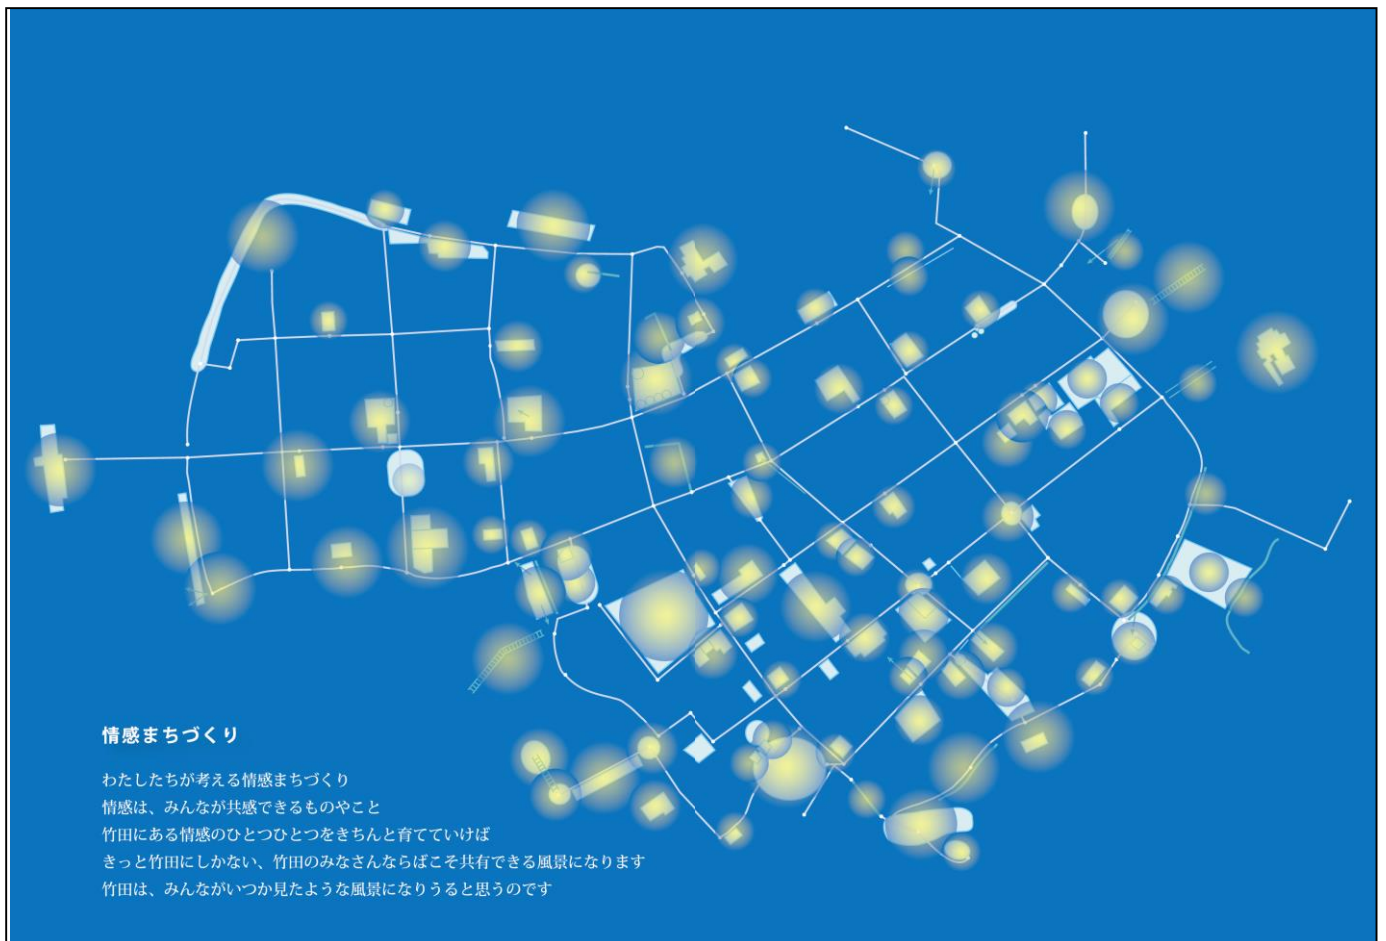 情感まちづくり
わたしたちが考える情感まちづくり
情感は、みんなが共感できるものやこと
竹田にある情感のひとつひとつをきちんと育てていけば
きっと竹田にしかない、竹田のみなさんならばこそ共有できる風景になります
竹田は、みんながいつか見たような風景になりうると思うのです